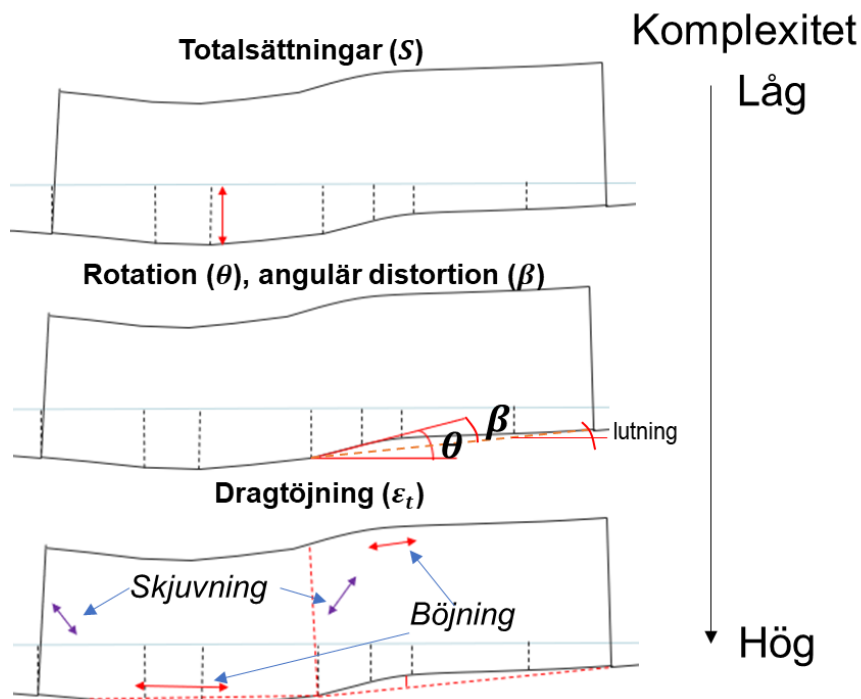 Komplexitet
Totalsättningar (S)
Låg
Rotation (θ), angulär distortion (β)
β
θ
lutning
Dragtöjning (εt)
Skjuvning
Böjning
Hög